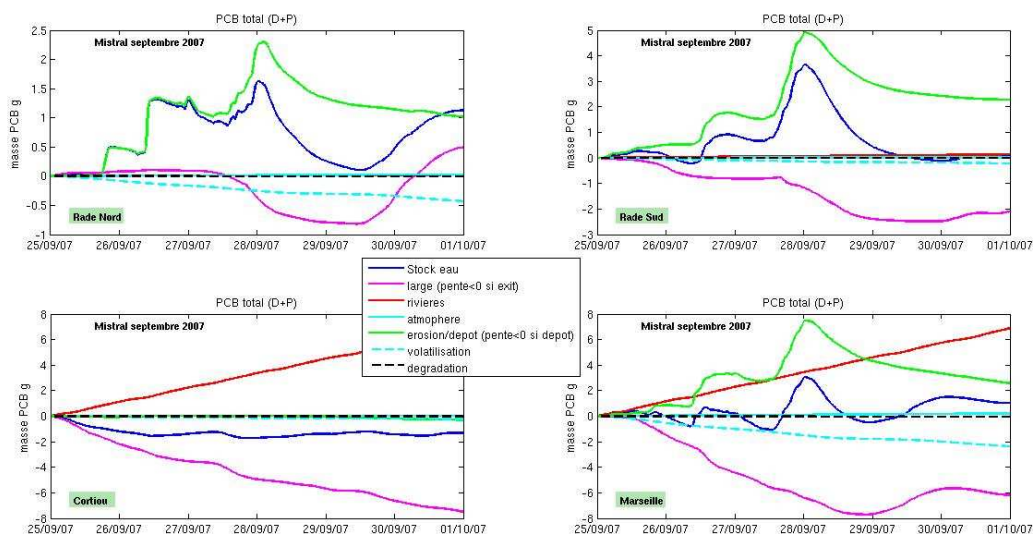 PCB total (D+P)
2.5
2
1.5
1
0.5
0
-0.5
-1
masse PCB g
Mistral septembre 2007
Rade Nord
25/09/07 26/09/07 27/09/07 28/09/07 29/09/07 30/09/07 01/10/07
PCB total (D+P)
5
4
3
2
1
0
-1
-2
-3
masse PCB g
Mistral septembre 2007
Rade Sud
25/09/07 26/09/07 27/09/07 28/09/07 29/09/07 30/09/07 01/10/07
Stock eau
large (pente<0 si exit)
rivieres
atmophere
erosion/depot (pente<0 si depot)
volatilisation
degradation
PCB total (D+P)
8
6
4
2
0
-2
-4
-6
-8
masse PCB g
Mistral septembre 2007
Cortiou
25/09/07 26/09/07 27/09/07 28/09/07 29/09/07 30/09/07 01/10/07
PCB total (D+P)
8
6
4
2
0
-2
-4
-6
-8
masse PCB g
Mistral septembre 2007
Marseille
25/09/07 26/09/07 27/09/07 28/09/07 29/09/07 30/09/07 01/10/07